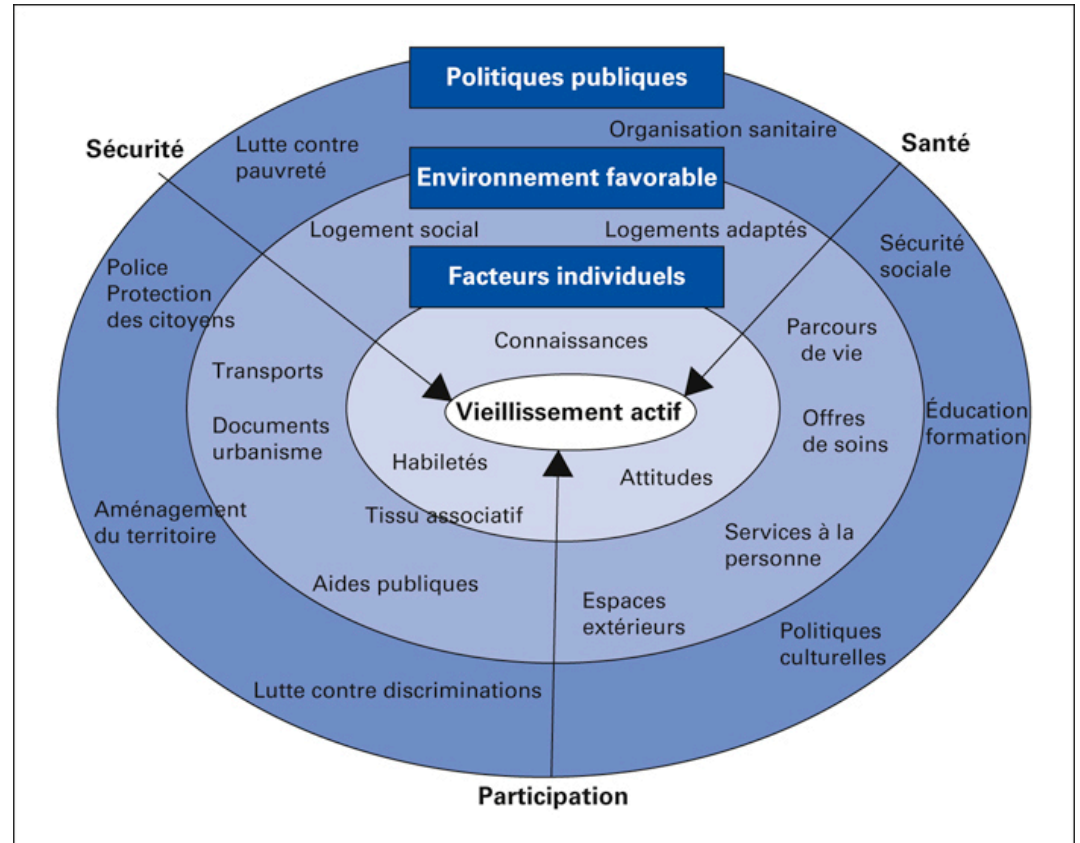 Politiques publiques
Organisation sanitaire
Sécurité
Lutte contre
pauvreté
Santé
Environnement favorable
Logement social
Logements adaptés
Sécurité
sociale
Police
Protection
des citoyens
Facteurs individuels
Parcours
de vie
Connaissances
Transports
Vieillissement actif
Éducation
formation
Offres
de soins
Documents
urbanisme
Habiletés
Attitudes
Aménagement
du territoire
Tissu associatif
Services à la
personne
Aides publiques
Espaces
extérieurs
Politiques
culturelles
Lutte contre discriminations
Participation